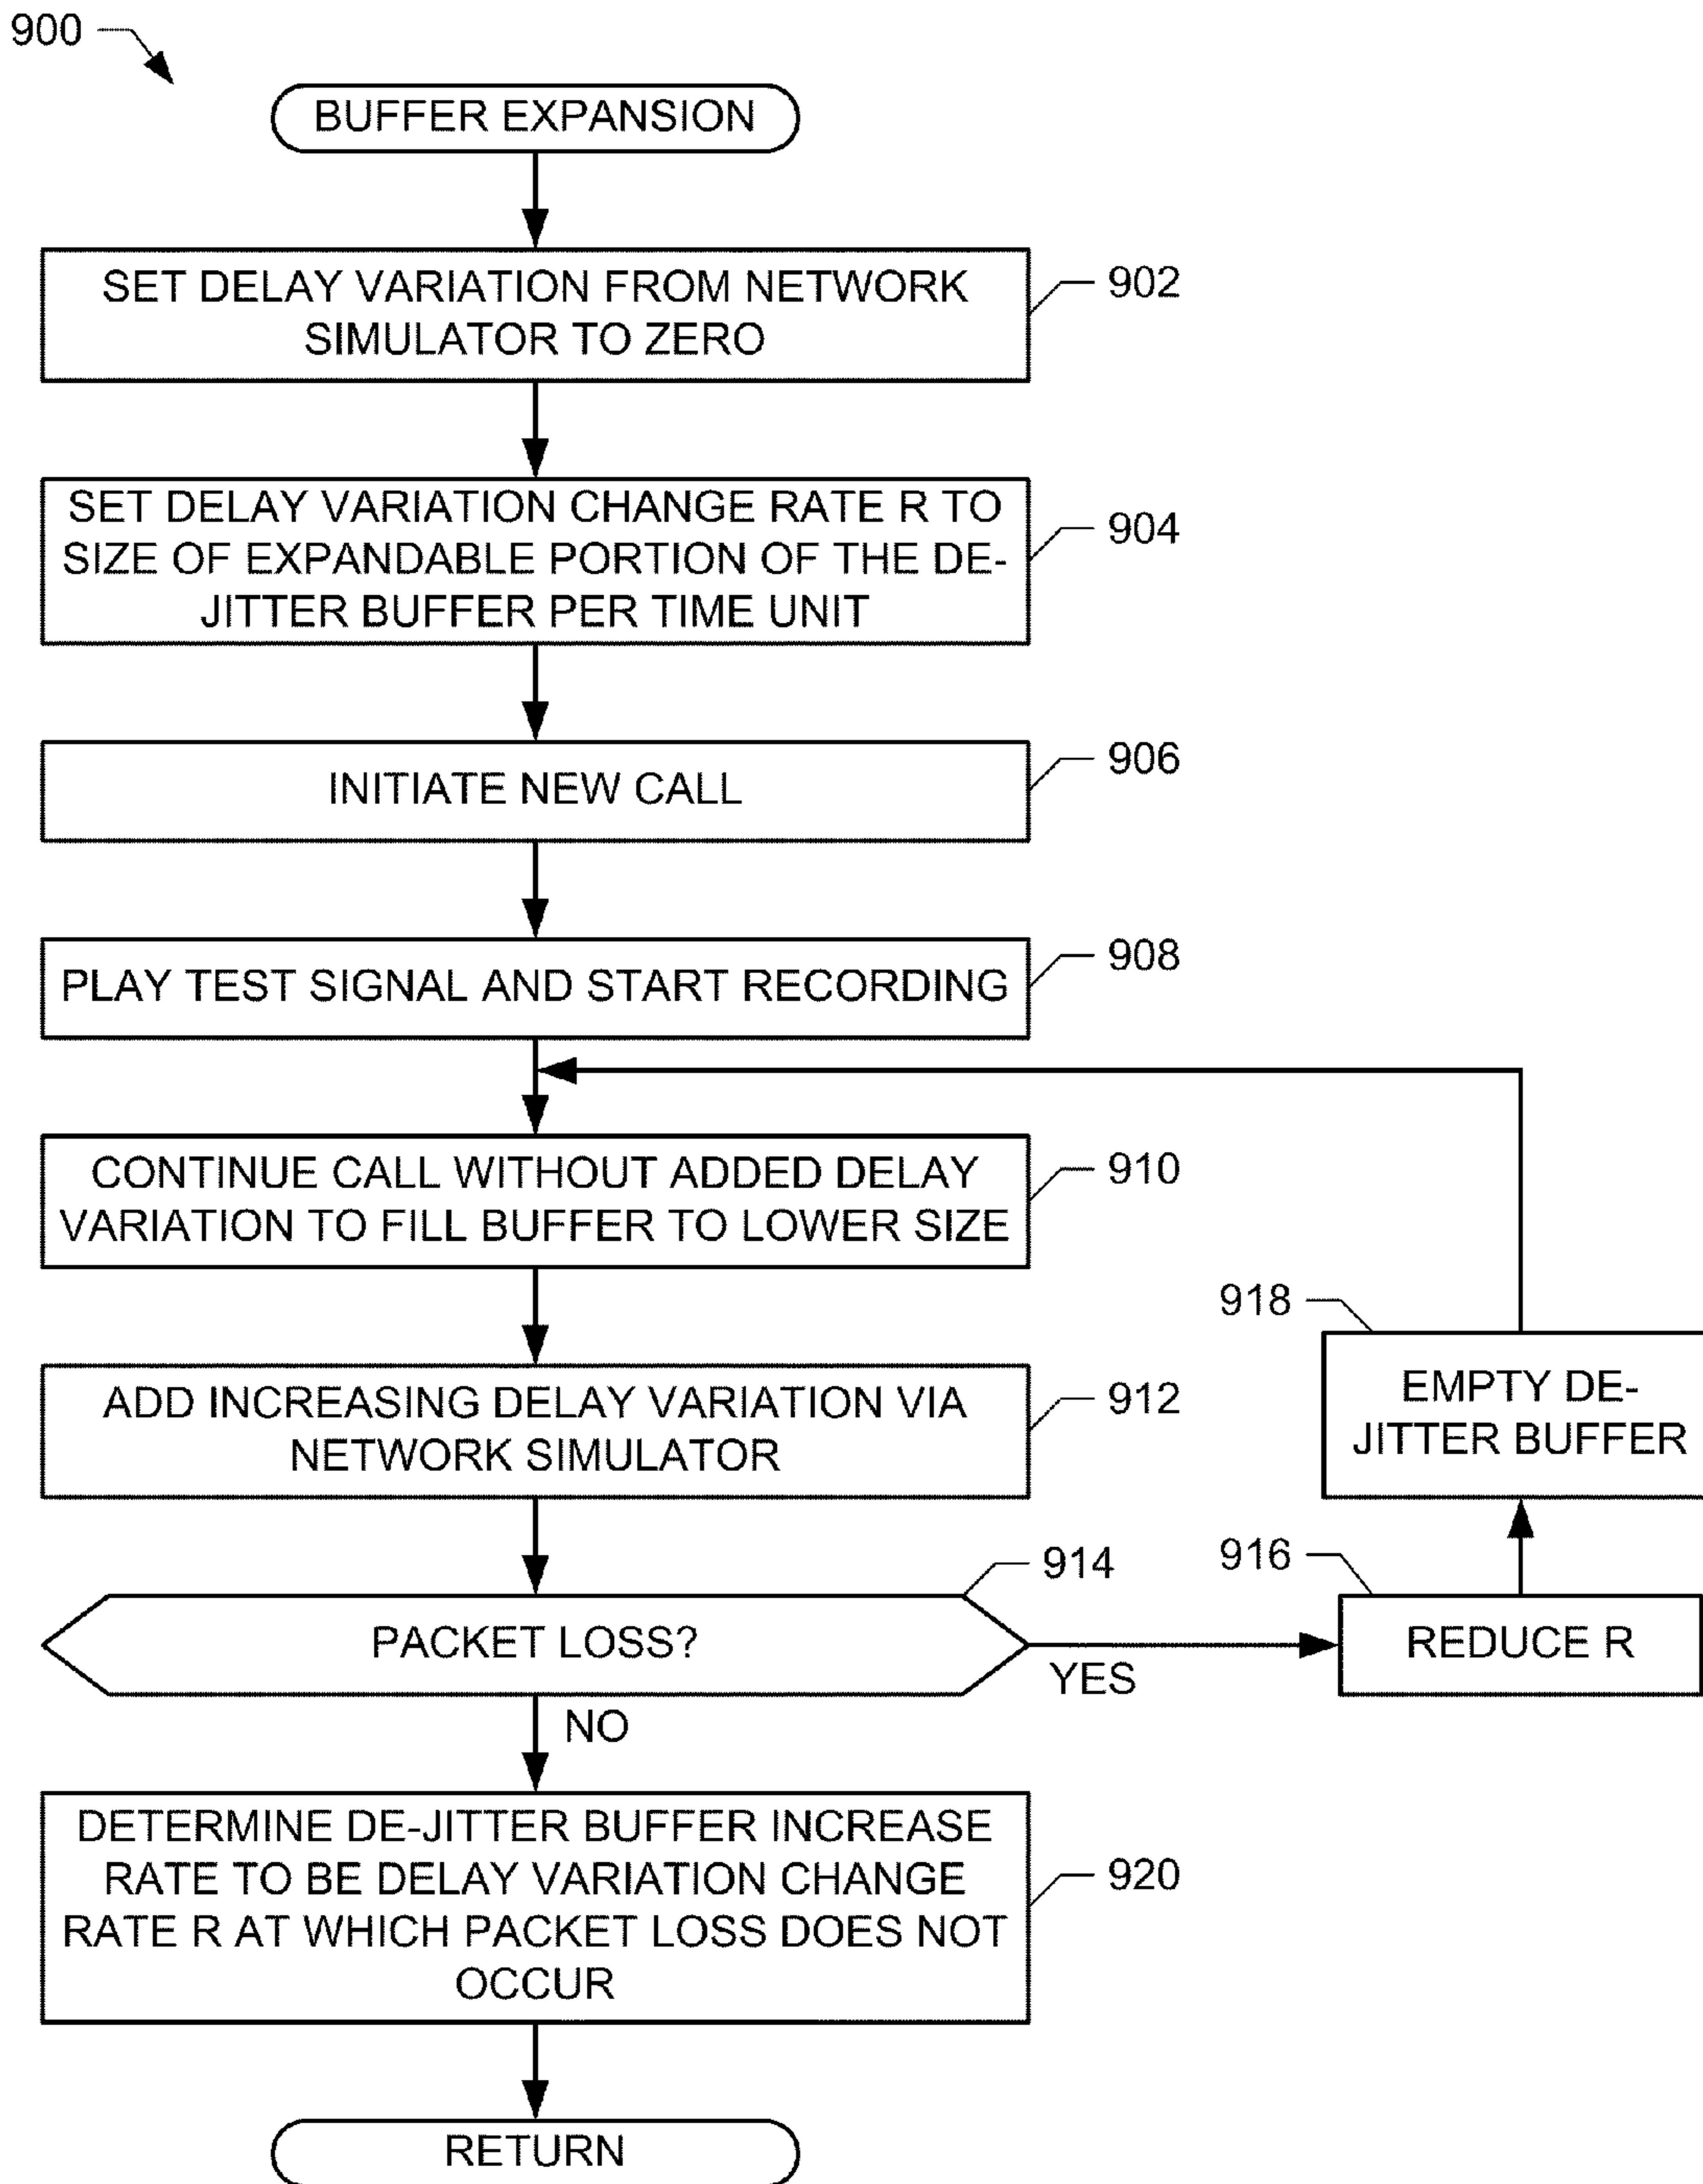 900
BUFFER EXPANSION
SET DELAY VARIATION FROM NETWORK
SIMULATOR TO ZERO
902
SET DELAY VARIATION CHANGE RATE R TO
SIZE OF EXPANDABLE PORTION OF THE DE-
JITTER BUFFER PER TIME UNIT
904
INITIATE NEW CALL
906
PLAY TEST SIGNAL AND START RECORDING
908
CONTINUE CALL WITHOUT ADDED DELAY
VARIATION TO FILL BUFFER TO LOWER SIZE
910
ADD INCREASING DELAY VARIATION VIA
NETWORK SIMULATOR
912
PACKET LOSS?
914
YES
NO
916
REDUCE R
918
EMPTY DE-
JITTER BUFFER
DETERMINE DE-JITTER BUFFER INCREASE
RATE TO BE DELAY VARIATION CHANGE
RATE R AT WHICH PACKET LOSS DOES NOT
OCCUR
920
RETURN